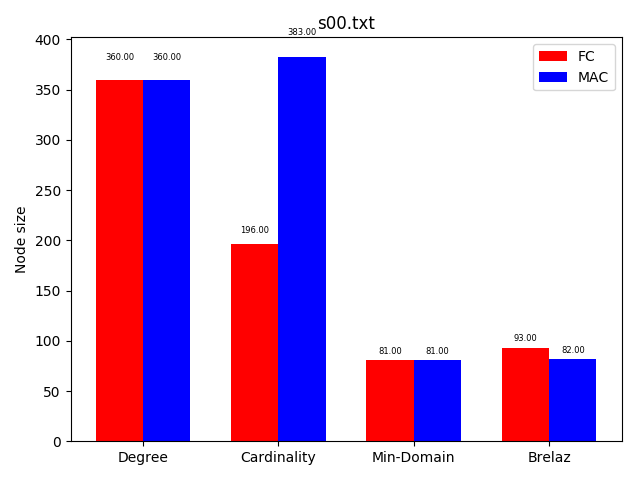 s00.txt
Node size
400
350
300
250
200
150
100
50
0
360.00
360.00
196.00
383.00
81.00
81.00
93.00
82.00
Degree
Cardinality
Min-Domain
Brelaz
FC
MAC